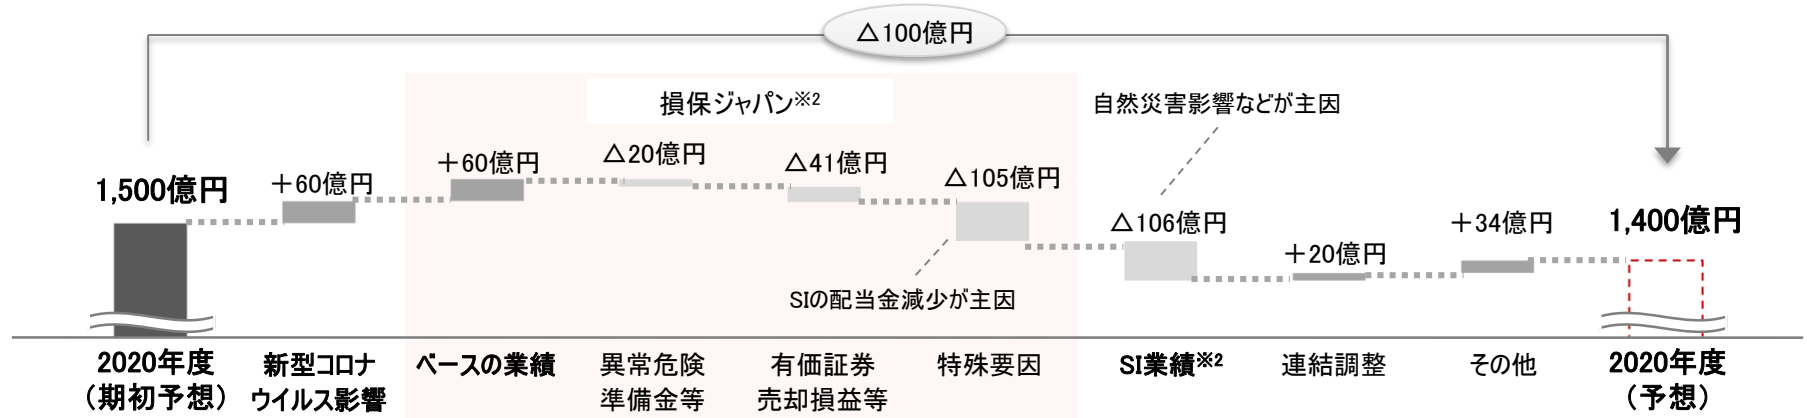 △100億円
損保ジャパン※2
自然災害影響などが主因
1,500億円
＋60億円
＋60億円
△20億円
△41億円
△105億円
△106億円
＋20億円
＋34億円
1,400億円
SIの配当金減少が主因
2020年度
（期初予想）
新型コロナ
ウイルス影響
ベースの業績
異常危険
準備金等
有価証券
売却損益等
特殊要因
SI業績※2
連結調整
その他
2020年度
（予想）